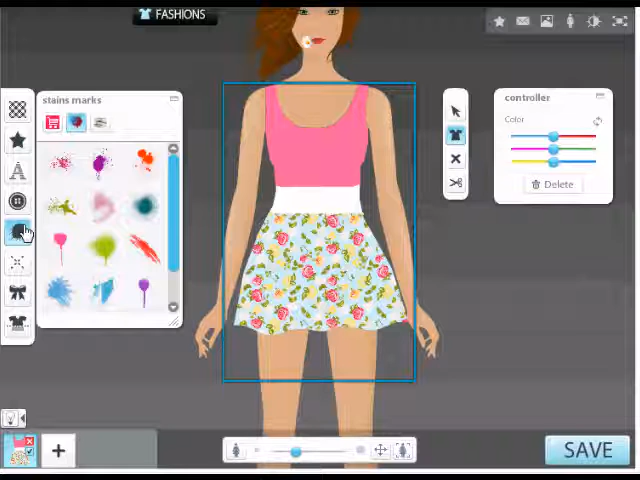 FASHIONS
stains marks
controller
Color
Delete
A
SAVE